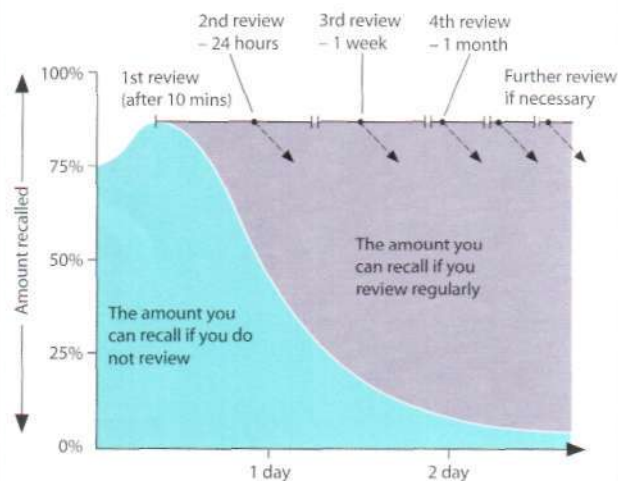 2nd review
– 24 hours
3rd review
– 1 week
4th review
– 1 month
100%
1st review
(after 10 mins)
Further review
if necessary
75%
Amount recalled
50%
The amount you
can recall if you
review regularly
The amount you
can recall if you do
not review
25%
0%
1 day
2 day